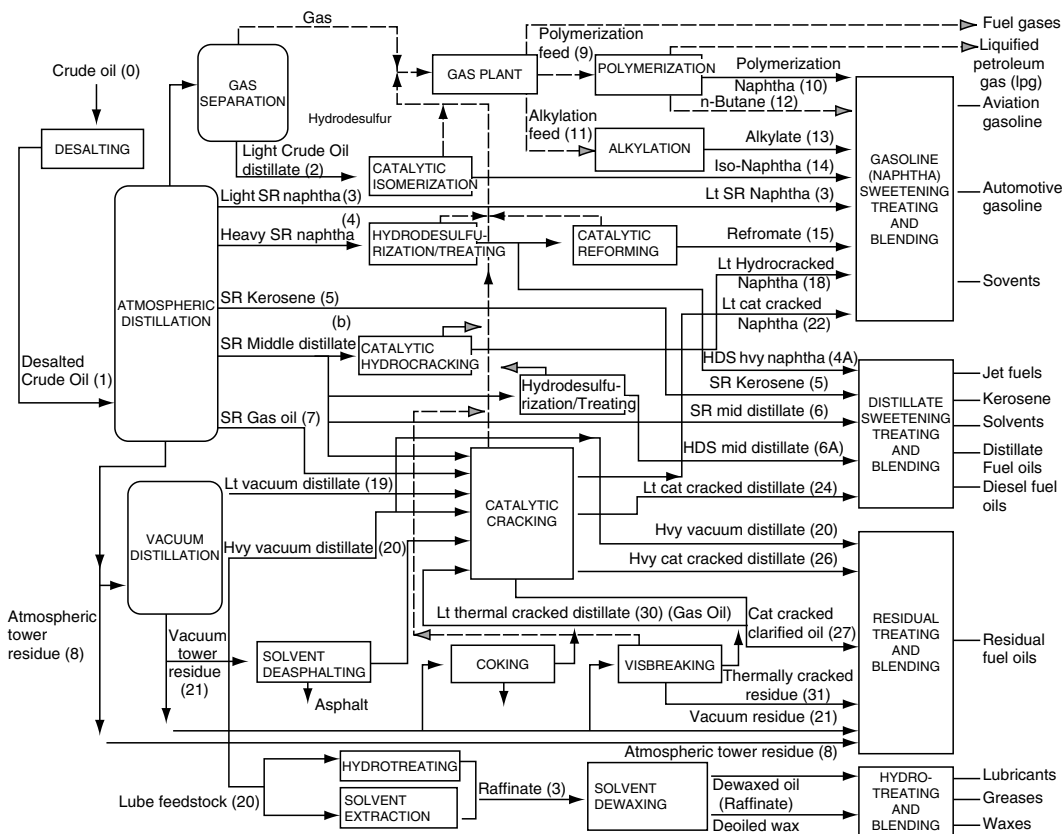 Gas
Fuel gases
Polymerization
feed (9)
Liquified
petroleum
gas (lpg)
Crude oil (0)
GAS
SEPARATION
GAS PLANT
POLYMERIZATION
Polymerization
Naphtha (10)
n-Butane (12)
Aviation
gasoline
Hydrodesulfur
Alkylation
feed (11)
DESALTING
Light Crude Oil
distillate (2)
CATALYTIC
ISOMERIZATION
ALKYLATION
Alkylate (13)
Iso-Naphtha (14)
GASOLINE
(NAPHTHA)
SWEETENING
TREATING
AND
BLENDING
Light SR naphtha (3)
Lt SR Naphtha (3)
Automotive
gasoline
(4)
Heavy SR naphtha
HYDRODESULFU-
RIZATION/TREATING
CATALYTIC
REFORMING
Refromate (15)
Lt Hydrocracked
Naphtha (18)
Sovents
ATMOSPHERIC
DISTILLATION
SR Kerosene (5)
Lt cat cracked
Naphtha (22)
(b)
SR Middle distillate
CATALYTIC
HYDROCRACKING
HDS hvy naphtha (4A)
Desalted
Crude Oil (1)
Hydrodesulfu-
rization/Treating
SR Kerosene (5)
Jet fuels
Kerosene
Solvents
Distillate
Fuel oils
Diesel fuel
oils
DISTILLATE
SWEETENING
TREATING
AND
BLENDING
SR Gas oil (7)
SR mid distillate (6)
HDS mid distillate (6A)
Lt vacuum distillate (19)
CATALYTIC
CRACKING
Lt cat cracked distillate (24)
VACUUM
DISTILLATION
Hvy vacuum distillate (20)
Hvy vacuum distillate (20)
Hvy cat cracked distillate (26)
Atmospheric
tower
residue (8)
Lt thermal cracked distillate (30) (Gas Oil)
Cat cracked
clarified oil (27)
RESIDUAL
TREATING
AND
BLENDING
Residual
fuel oils
Vacuum
tower
residue
(21)
SOLVENT
DEASPHALTING
COKING
VISBREAKING
Thermally cracked
residue (31)
Asphalt
Vacuum residue (21)
Atmospheric tower residue (8)
HYDROTREATING
Lube feedstock (20)
SOLVENT
EXTRACTION
Raffinate (3)
SOLVENT
DEWAXING
Dewaxed oil
(Raffinate)
Deoiled wax
HYDRO-
TREATING
AND
BLENDING
Lubricants
Greases
Waxes